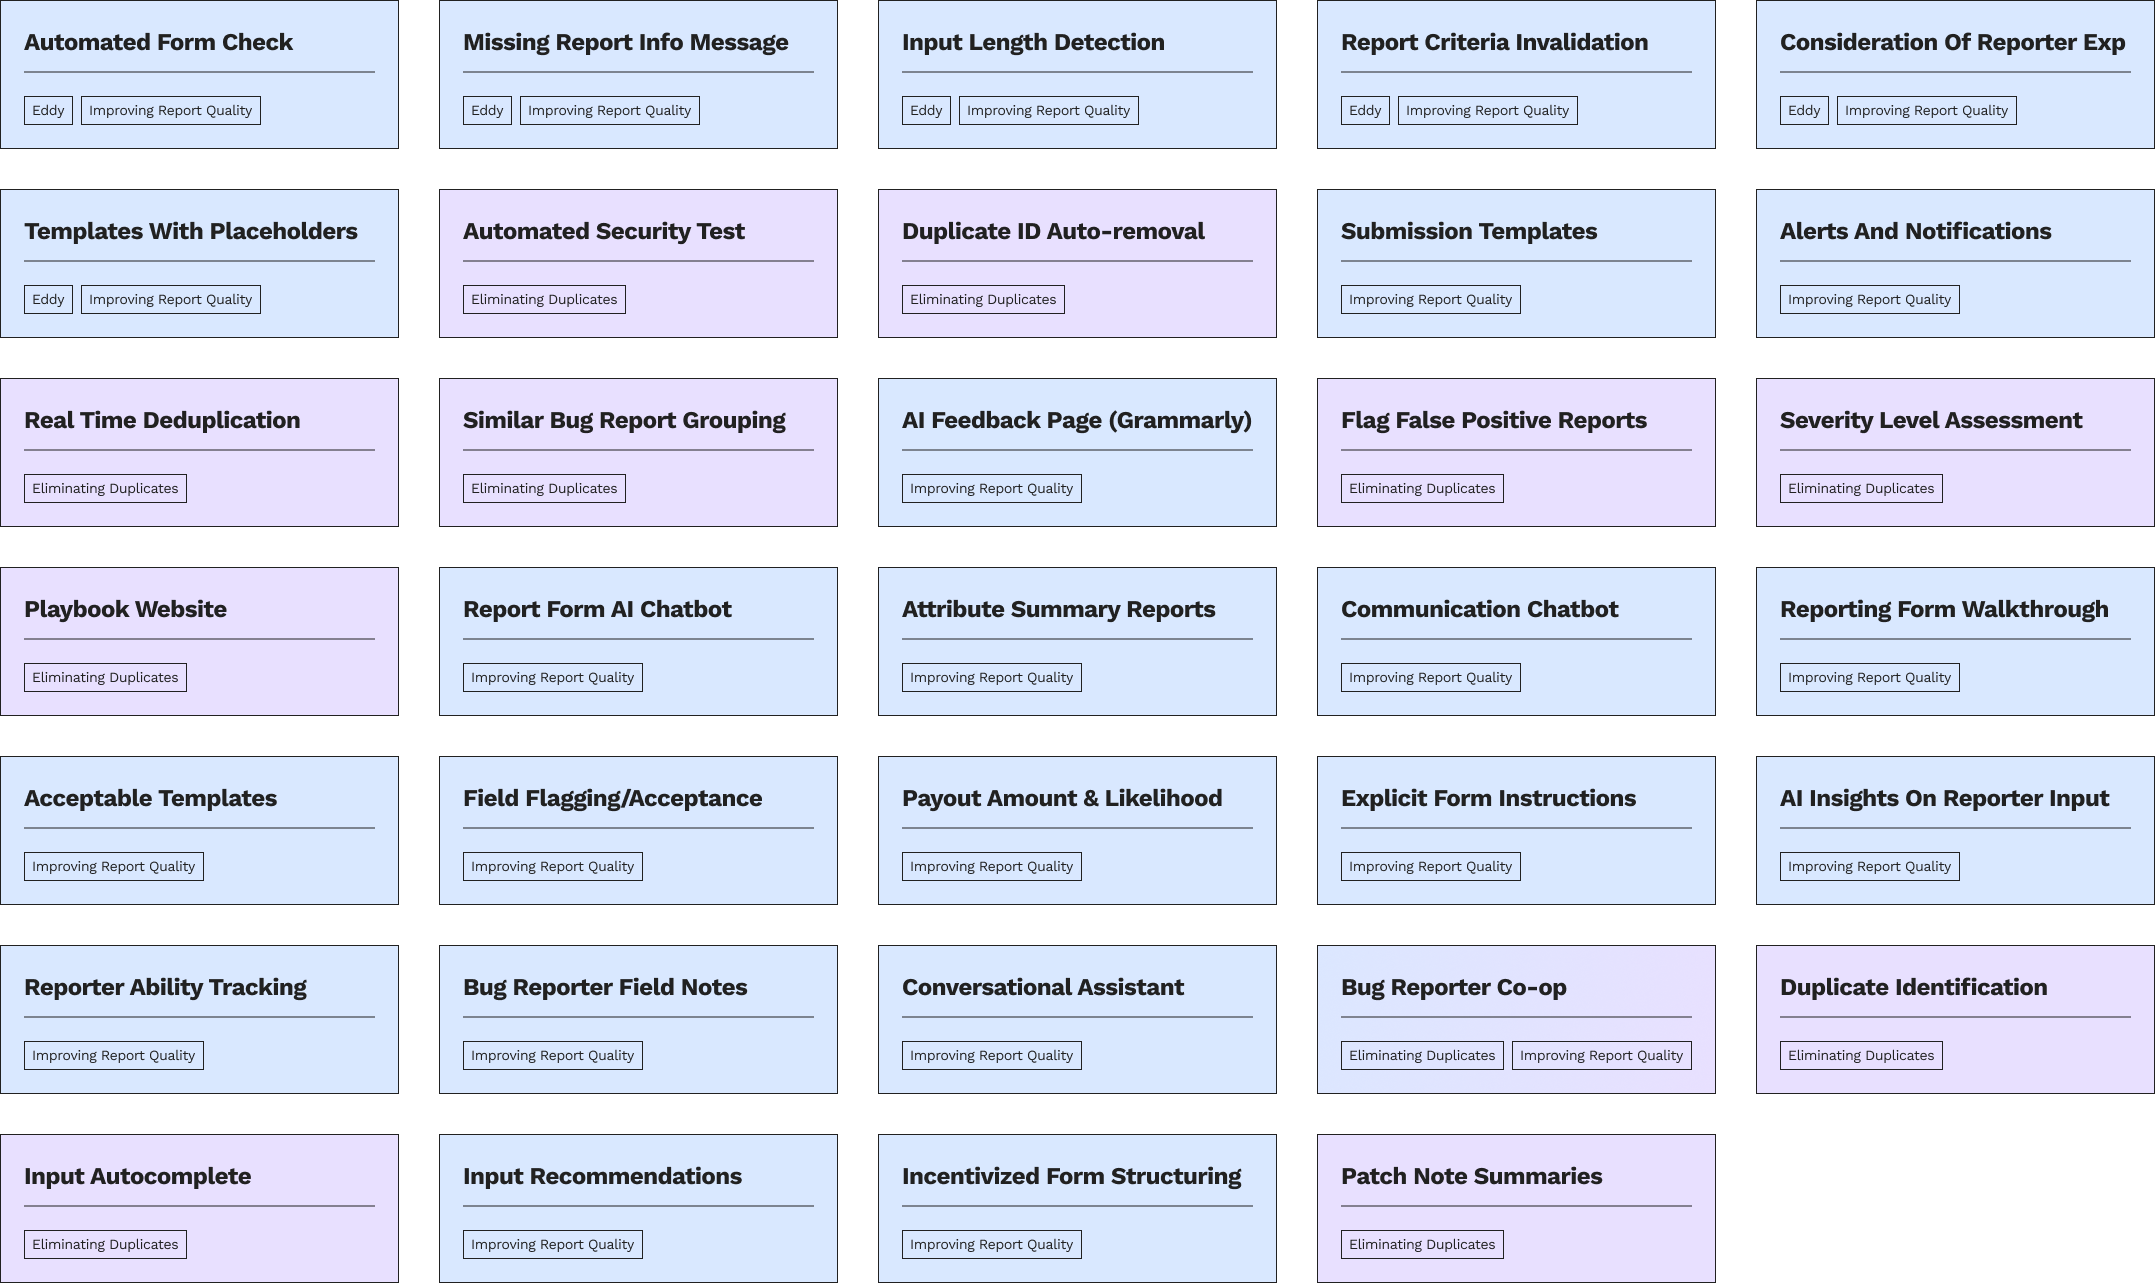 Automated Form Check
Eddy
Improving Report Quality
Missing Report Info Message
Eddy
Improving Report Quality
Input Length Detection
Eddy
Improving Report Quality
Report Criteria Invalidation
Eddy
Improving Report Quality
Consideration Of Reporter Exp
Eddy
Improving Report Quality
Templates With Placeholders
Eddy
Improving Report Quality
Automated Security Test
Eliminating Duplicates
Duplicate ID Auto-removal
Eliminating Duplicates
Submission Templates
Improving Report Quality
Alerts And Notifications
Improving Report Quality
Real Time Deduplication
Eliminating Duplicates
Similar Bug Report Grouping
Eliminating Duplicates
AI Feedback Page (Grammarly)
Improving Report Quality
Flag False Positive Reports
Eliminating Duplicates
Severity Level Assessment
Eliminating Duplicates
Playbook Website
Eliminating Duplicates
Report Form AI Chatbot
Improving Report Quality
Attribute Summary Reports
Improving Report Quality
Communication Chatbot
Improving Report Quality
Reporting Form Walkthrough
Improving Report Quality
Acceptable Templates
Improving Report Quality
Field Flagging/Acceptance
Improving Report Quality
Payout Amount & Likelihood
Improving Report Quality
Explicit Form Instructions
Improving Report Quality
AI Insights On Reporter Input
Improving Report Quality
Reporter Ability Tracking
Improving Report Quality
Bug Reporter Field Notes
Improving Report Quality
Conversational Assistant
Improving Report Quality
Bug Reporter Co-op
Eliminating Duplicates
Improving Report Quality
Duplicate Identification
Eliminating Duplicates
Input Autocomplete
Eliminating Duplicates
Input Recommendations
Improving Report Quality
Incentivized Form Structuring
Improving Report Quality
Patch Note Summaries
Eliminating Duplicates